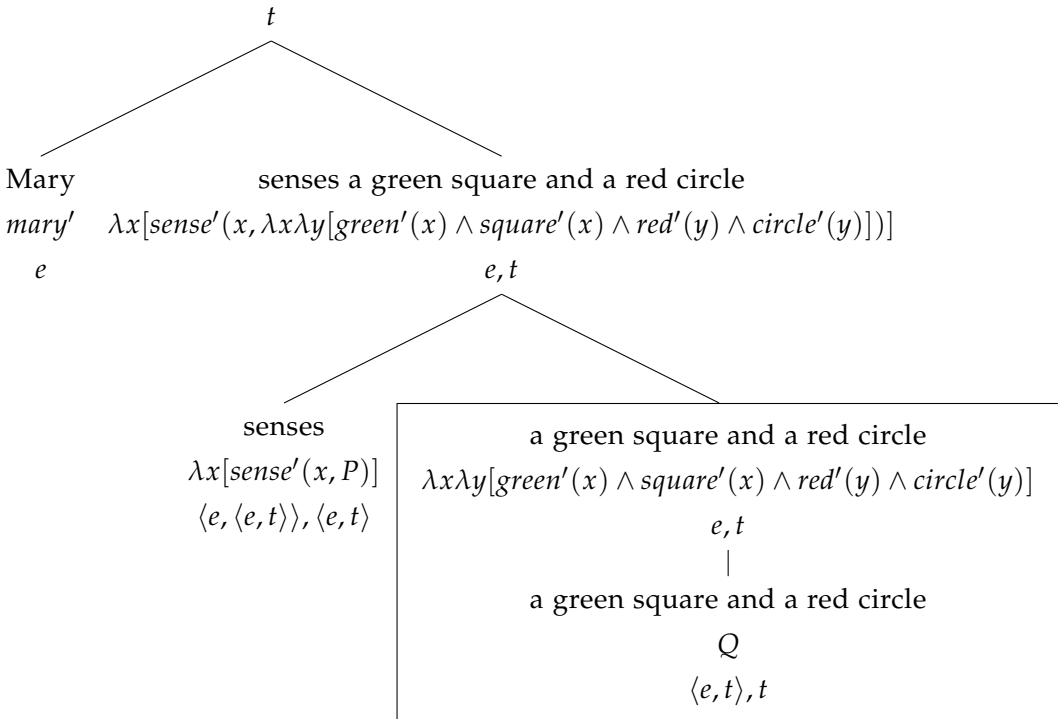 t
Mary senses a green square and a red circle
mary′ λx[sense′(x, λxλy[green′(x) ∧ square′(x) ∧ red′(y) ∧ circle′(y)])]
e e, t
senses
λx[sense′(x, P)]
⟨e, ⟨e, t⟩⟩, ⟨e, t⟩
a green square and a red circle
λxλy[green′(x) ∧ square′(x) ∧ red′(y) ∧ circle′(y)]
e, t
a green square and a red circle
Q
⟨e, t⟩, t